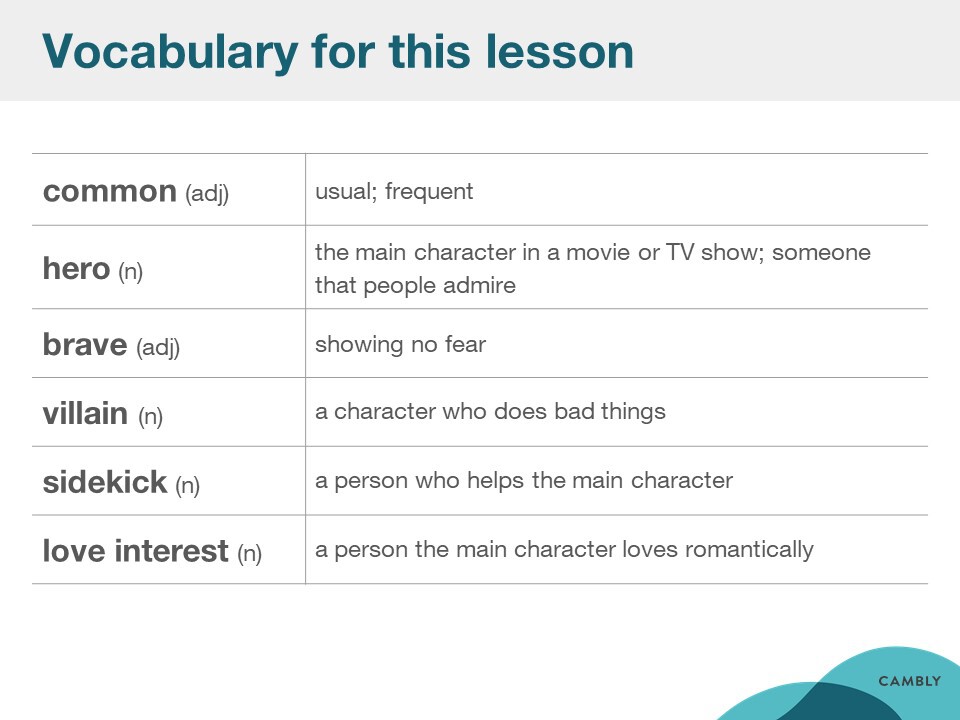 Vocabulary for this lesson
common (adj)
usual; frequent
hero (n)
the main character in a movie or TV show; someone
that people admire
brave (adj)
showing no fear
villain (n)
a character who does bad things
sidekick (n)
a person who helps the main character
love interest (n)
a person the main character loves romantically
CAMBLY